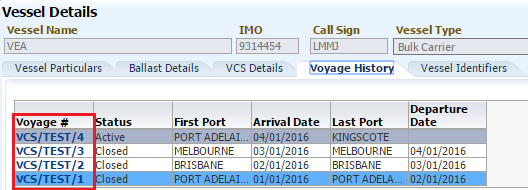 Vessel Details
Vessel Name IMO Call Sign Vessel Type
VEA 9314454 LMMJ Bulk Carrier
Vessel Particulars Ballast Details VCS Details Voyage History Vessel Identifiers
Voyage # Status First Port Arrival Date Last Port Departure Date
VCS/TEST/4 Active PORT ADELAI... 04/01/2016 KINGSCOTE
VCS/TEST/3 Closed MELBOURNE 03/01/2016 MELBOURNE 04/01/2016
VCS/TEST/2 Closed BRISBANE 02/01/2016 BRISBANE 03/01/2016
VCS/TEST/1 Closed PORT ADELAI... 01/01/2016 PORT ADELAI... 02/01/2016